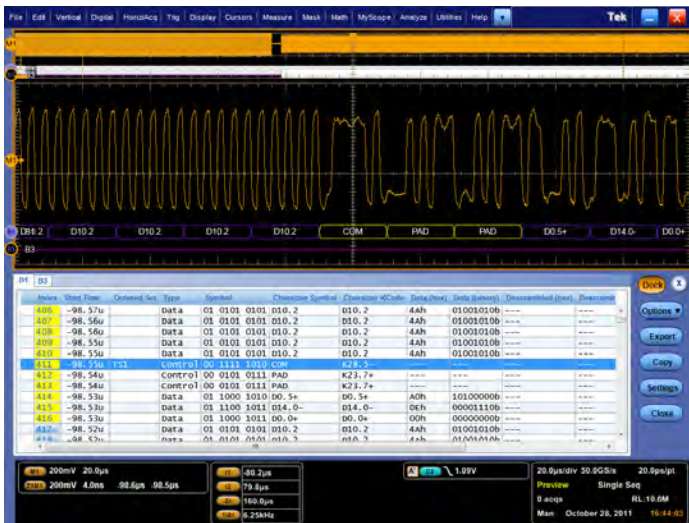 File Edit Vertical Digital Horiz/Acq Trig Display Cursors Measure Mask Math MyScope Analyze Utilities Help Tek X
M1
D10.2 D10.2 D10.2 D10.2 COM PAD PAD D0.5+ D14.0- D0.0+
B3
B1 B3
Index Start Time Ordered Set Type Symbol Character Symbol Data (hex) Data (binary)
406 -98.57u Data 01 0101 0101 D10.2 D10.2 4Ah 01001010b ---
407 -98.56u Data 01 0101 0101 D10.2 D10.2 4Ah 01001010b ---
408 -98.56u Data 01 0101 0101 D10.2 D10.2 4Ah 01001010b ---
409 -98.55u Data 01 0101 0101 D10.2 D10.2 4Ah 01001010b ---
410 -98.55u Data 01 0101 0101 D10.2 D10.2 4Ah 01001010b ---
411 -98.55u TS1 Control 00 1111 1010 COM K28.5- --- --- ---
412 -98.54u Control 00 0101 0111 PAD K23.7+ --- --- ---
413 -98.54u Control 00 0101 0111 PAD K23.7+ --- --- ---
414 -98.53u Data 01 1000 1010 D0.5+ D0.5+ A0h 10100000b ---
415 -98.53u Data 01 1100 1011 D14.0- D14.0- 0Eh 00001110b ---
416 -98.53u Data 01 1000 1011 D0.0+ D0.0+ 00h 00000000b ---
417 -98.52u Data 01 0101 0101 D10.2 D10.2 4Ah 01001010b ---
Dock X
Options
Export
Copy
Settings
Close
M1 200mV 20.0µs
200mV 4.0ns -98.6µs -98.5µs
-80.2µs
79.8µs
160.0µs
6.25kHz
1.09V
20.0µs/div 50.0GS/s 20.0ps/pt
Preview Single Seq
0 acqs RL:10.0M
Man October 28, 2011 16:44:03